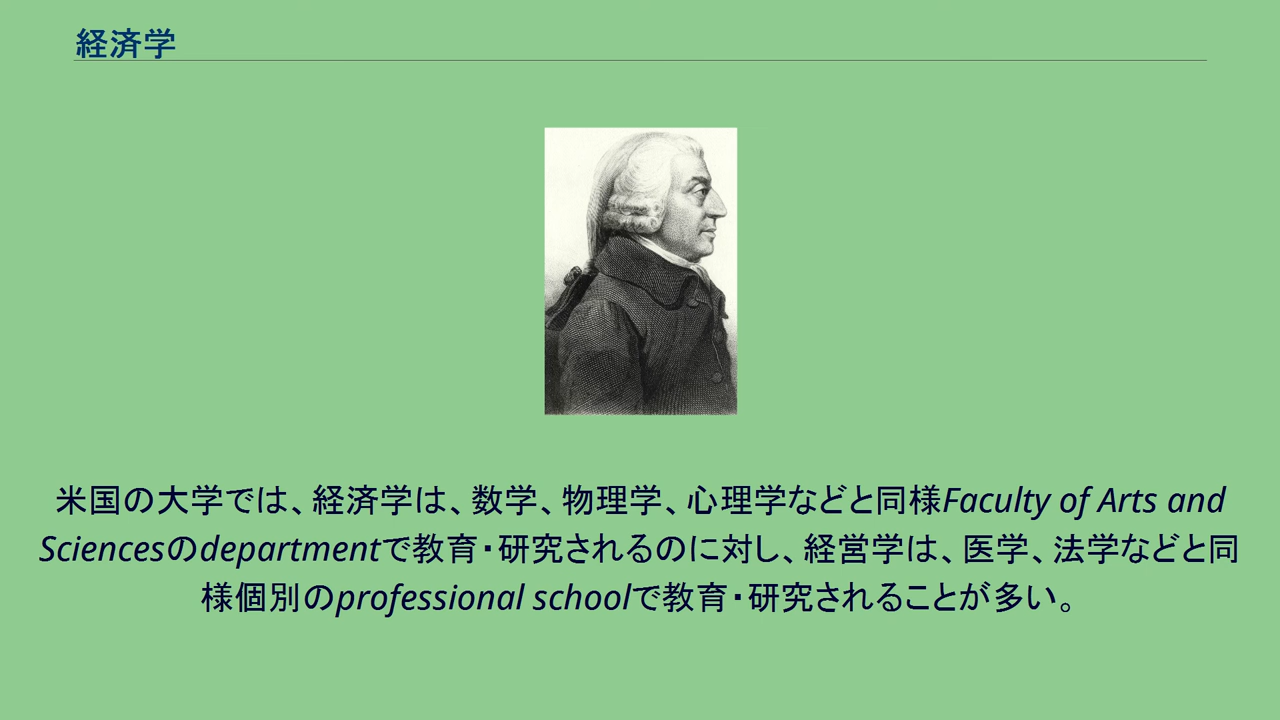 経済学
米国の大学では、経済学は、数学、物理学、心理学などと同様Faculty of Arts and
Sciencesのdepartmentで教育・研究されるのに対し、経営学は、医学、法学などと同
様個別のprofessional schoolで教育・研究されることが多い。